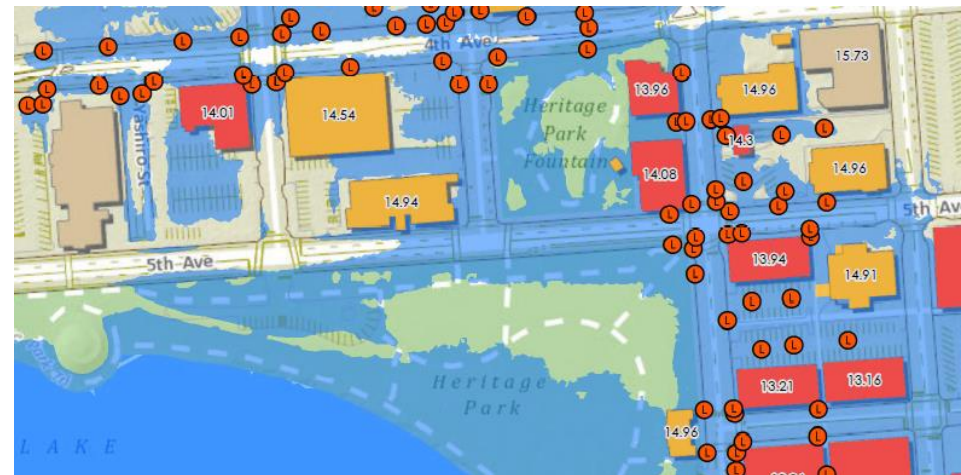 4th Ave
15.73
13.96
14.96
14.01
14.54
Heritage
Park
Fountain
14.3
14.08
14.96
14.94
5th Ave
5th Ave
13.94
14.91
Heritage
Park
13.21
13.16
14.96
LAKE
L